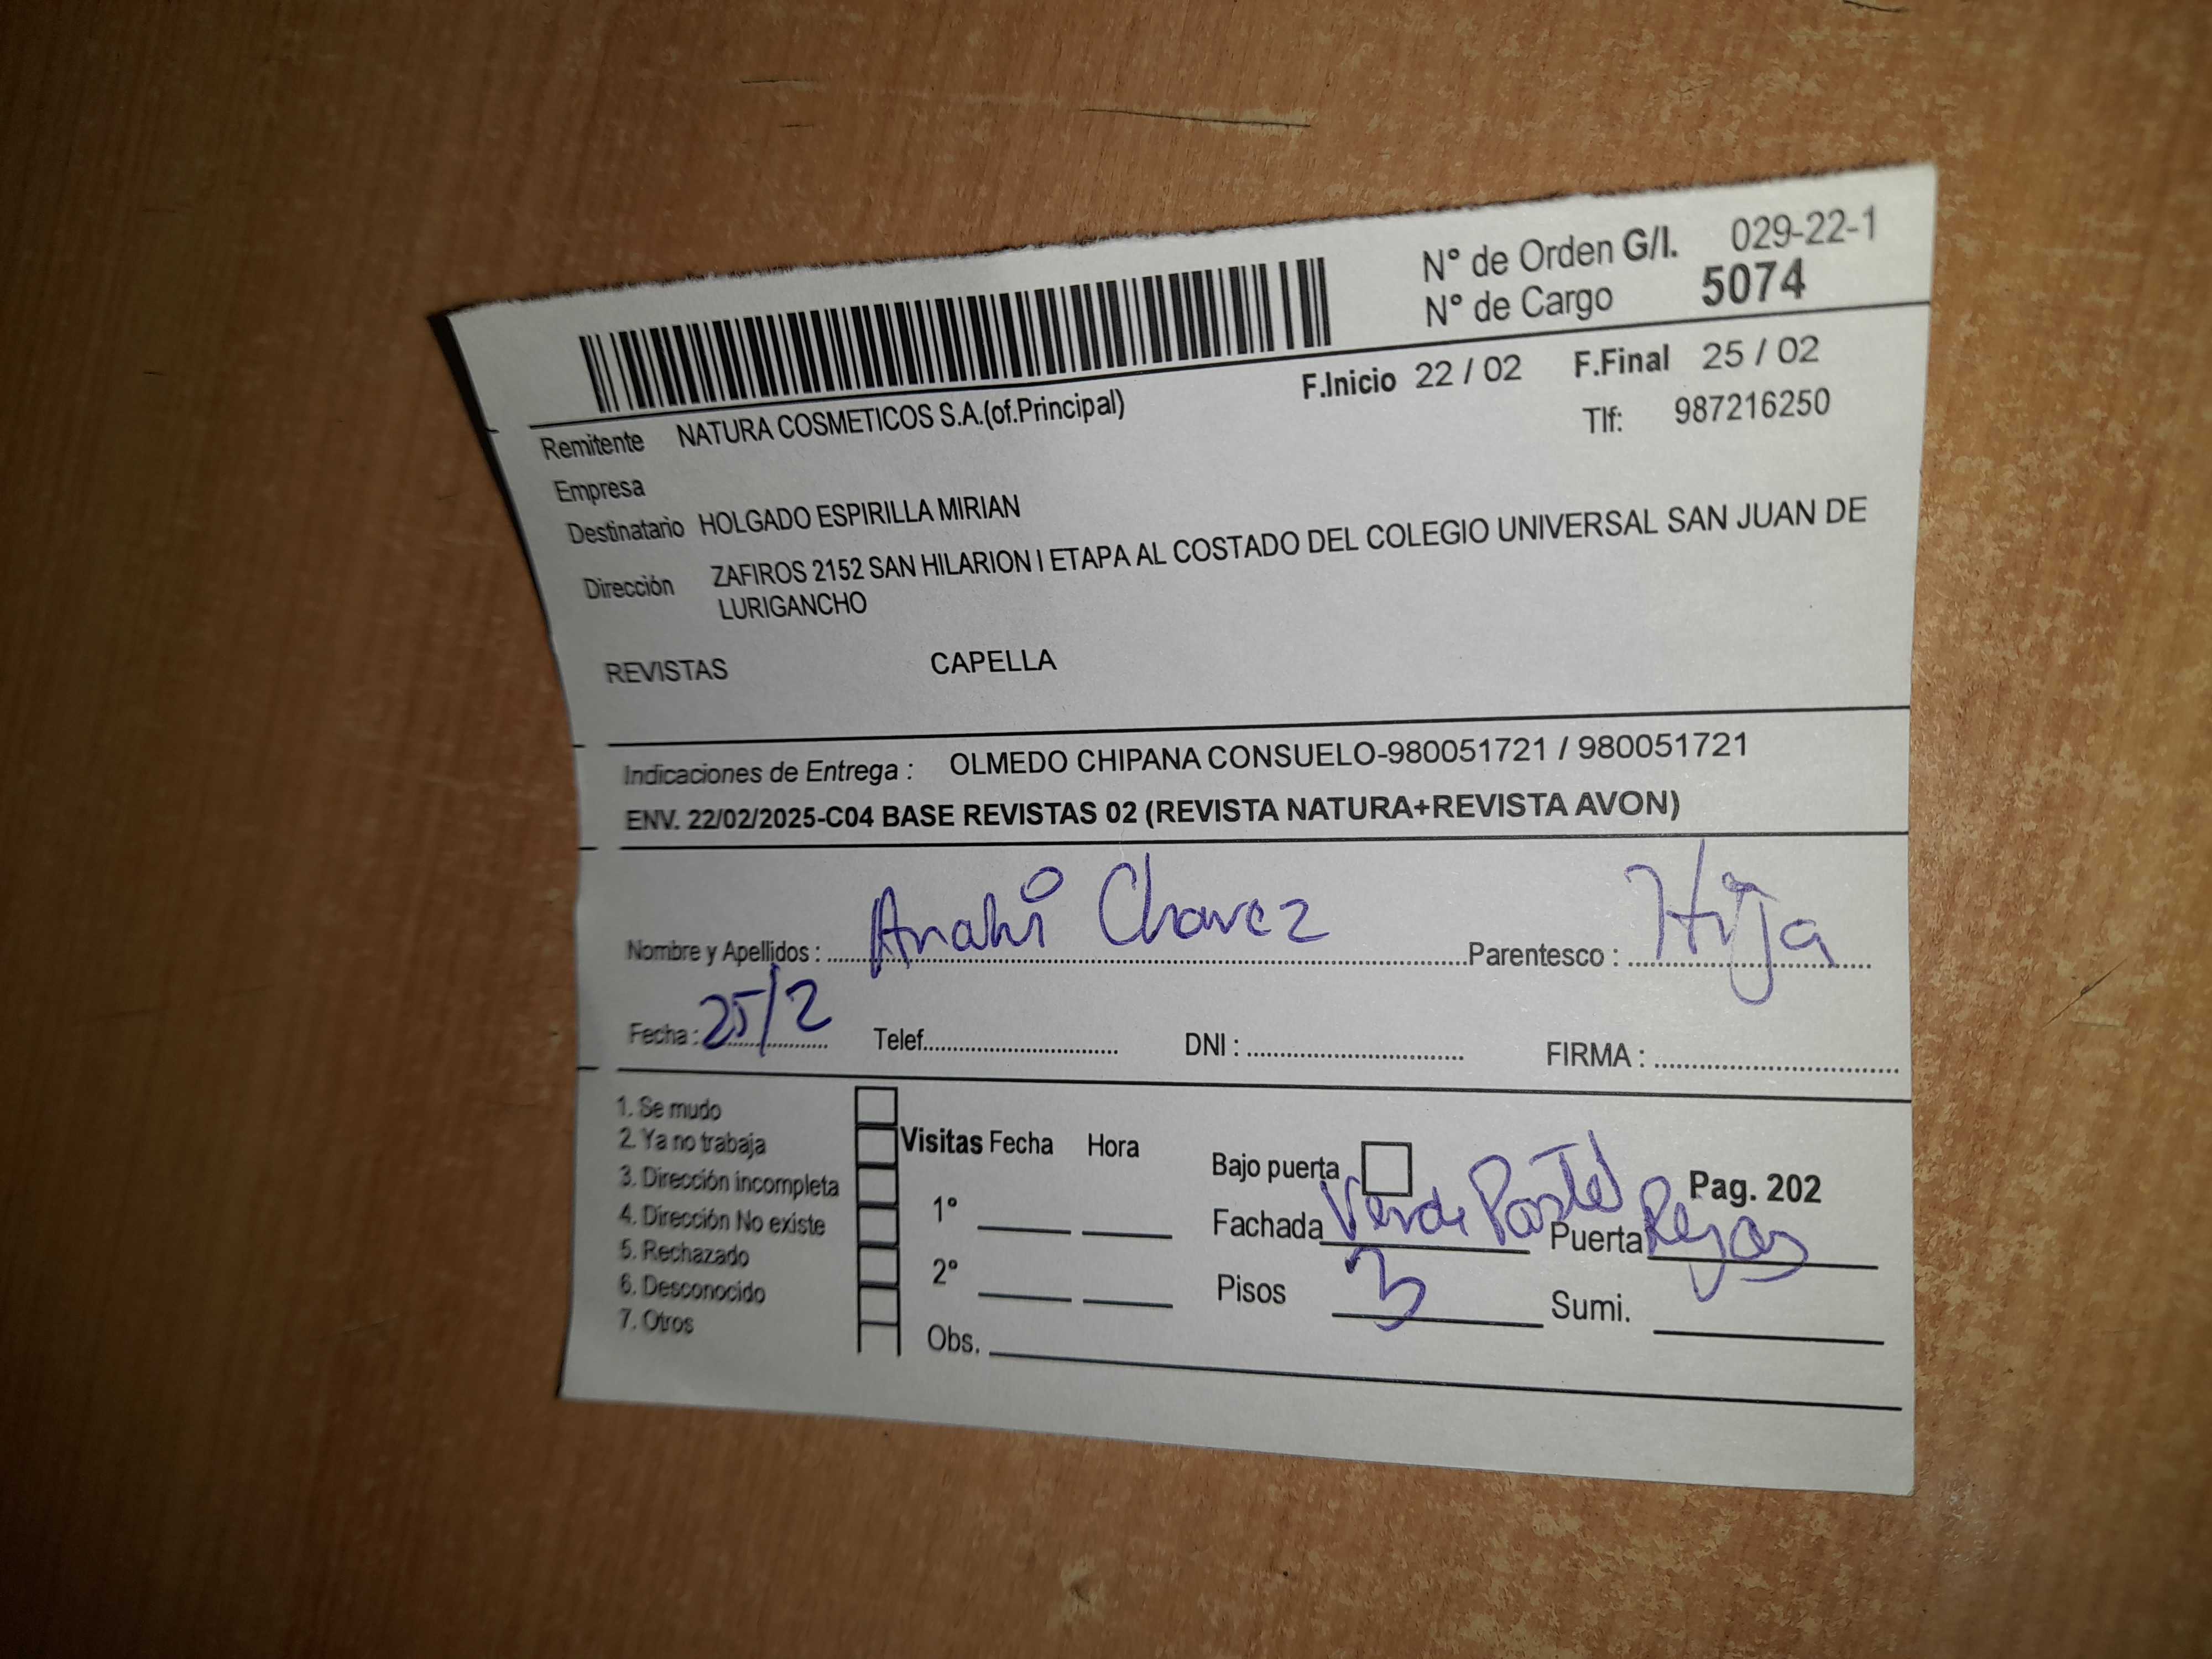 N° de Orden G/I. 029-22-1
N° de Cargo 5074
F.Inicio 22 / 02 F.Final 25 / 02
Remitente NATURA COSMETICOS S.A.(of.Principal) Tlf: 987216250
Empresa
Destinatario HOLGADO ESPIRILLA MIRIAN
Dirección ZAFIROS 2152 SAN HILARION I ETAPA AL COSTADO DEL COLEGIO UNIVERSAL SAN JUAN DE
LURIGANCHO
REVISTAS CAPELLA
Indicaciones de Entrega : OLMEDO CHIPANA CONSUELO-980051721 / 980051721
ENV. 22/02/2025-C04 BASE REVISTAS 02 (REVISTA NATURA+REVISTA AVON)
Nombre y Apellidos : Anahi Chavez Parentesco : Hija
Fecha : 25/2 Telef. DNI : FIRMA :
1. Se mudo
2. Ya no trabaja
3. Dirección incompleta
4. Dirección No existe
5. Rechazado
6. Desconocido
7. Otros
Visitas Fecha Hora
1°
2°
Obs.
Bajo puerta Pag. 202
Fachada Verde Pastel Puerta Rejas
Pisos 3 Sumi.